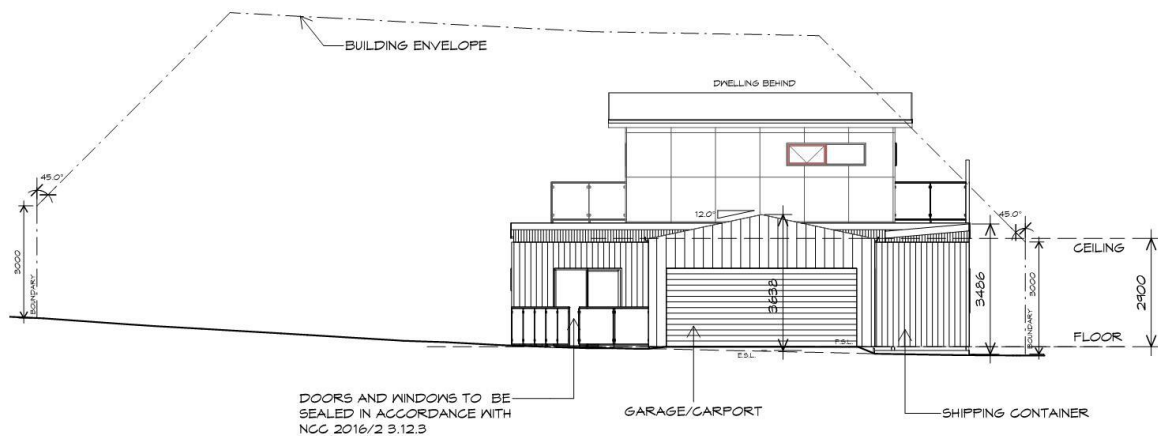 BUILDING ENVELOPE
DWELLING BEHIND
45.0°
12.0°
45.0°
CEILING
3000
BOUNDARY
3638
3486
3000
BOUNDARY
2900
FLOOR
F.S.L.
E.S.L.
DOORS AND WINDOWS TO BE
SEALED IN ACCORDANCE WITH
NCC 2016/2 3.12.3
GARAGE/CARPORT
SHIPPING CONTAINER